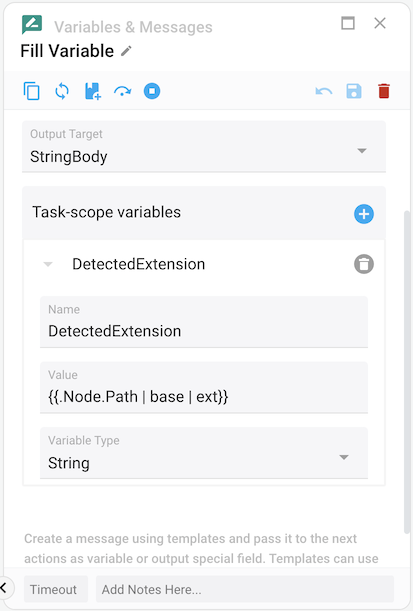 Variables & Messages
Fill Variable
Output Target
StringBody
Task-scope variables
DetectedExtension
Name
DetectedExtension
Value
{{.Node.Path | base | ext}}
Variable Type
String
Create a message using templates and pass it to the next
actions as variable or output special field. Templates can use
Timeout
Add Notes Here...